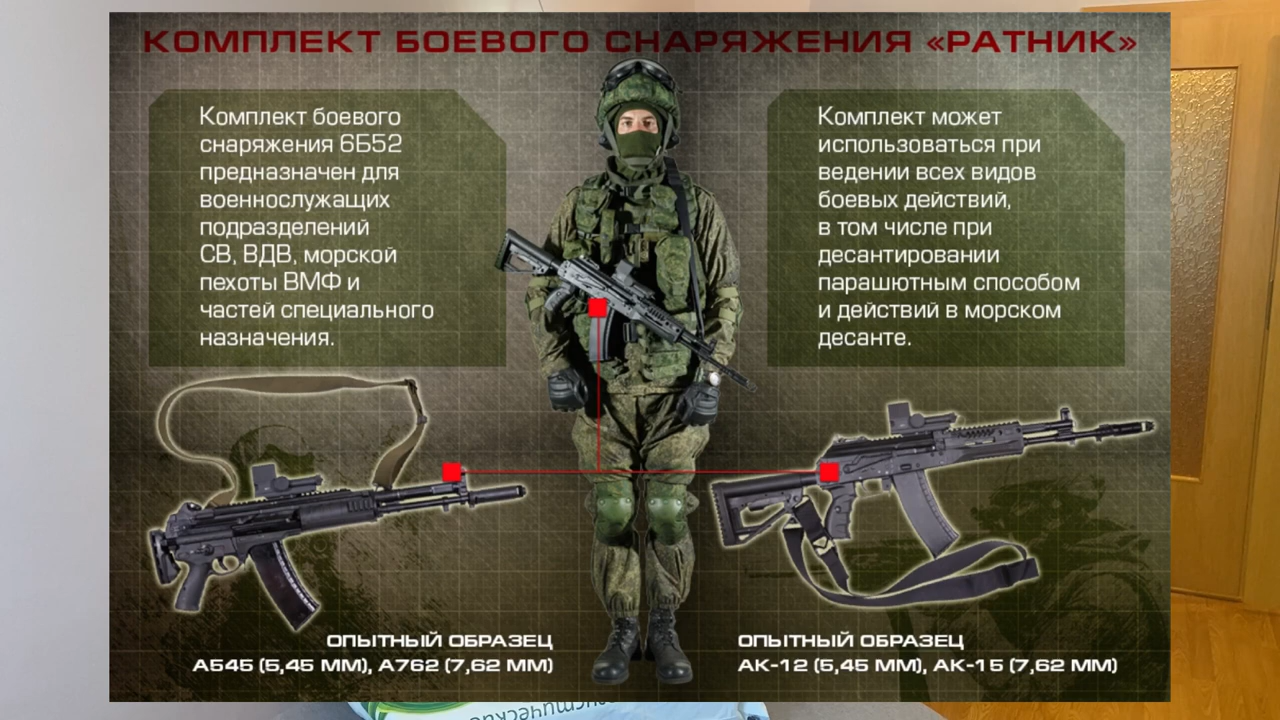 КОМПЛЕКТ БОЕВОГО СНАРЯЖЕНИЯ «РАТНИК»
Комплект боевого
снаряжения 6Б52
предназначен для
военнослужащих
подразделений
СВ, ВДВ, морской
пехоты ВМФ и
частей специального
назначения.
Комплект может
использоваться при
ведении всех видов
боевых действий,
в том числе при
десантировании
парашютным способом
и действий в морском
десанте.
ОПЫТНЫЙ ОБРАЗЕЦ
А545 (5,45 ММ), А762 (7,62 ММ)
ОПЫТНЫЙ ОБРАЗЕЦ
АК-12 (5,45 ММ), АК-15 (7,62 ММ)